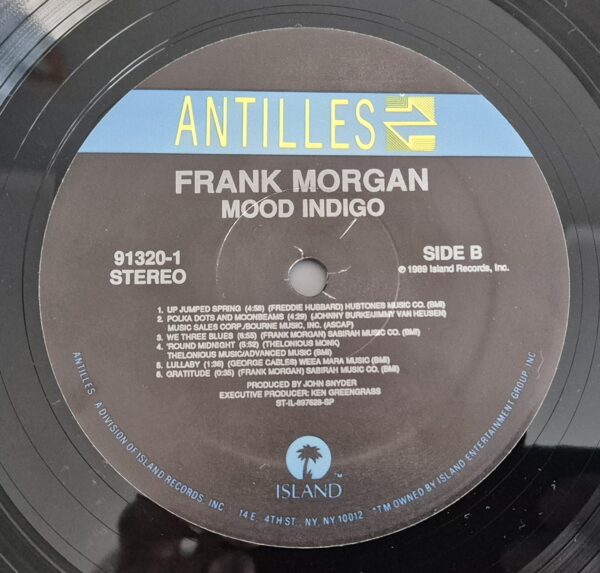 ANTILLES
FRANK MORGAN
MOOD INDIGO
91320-1
STEREO
SIDE B
℗ 1989 Island Records, Inc.
1. UP JUMPED SPRING (4:58) (FREDDIE HUBBARD) HUBTONES MUSIC CO. (BMI)
2. POLKA DOTS AND MOONBEAMS (4:29) (JOHNNY BURKE/JIMMY VAN HEUSEN)
MUSIC SALES CORP./BOURNE MUSIC, INC. (ASCAP)
3. WE THREE BLUES (6:55) (FRANK MORGAN) SABIRAH MUSIC CO. (BMI)
4. 'ROUND MIDNIGHT (5:52) (THELONIOUS MONK)
THELONIOUS MUSIC/ADVANCED MUSIC (BMI)
5. LULLABY (1:36) (GEORGE CABLES) WEEA MARA MUSIC (BMI)
6. GRATITUDE (0:35) (FRANK MORGAN) SABIRAH MUSIC CO. (BMI)
PRODUCED BY JOHN SNYDER
EXECUTIVE PRODUCER: KEN GREENGRASS
ST-IL-897628-SP
TM
ISLAND
ANTILLES A DIVISION OF ISLAND RECORDS, INC. 14 E. 4TH ST., NY, NY 10012 *TM OWNED BY ISLAND ENTERTAINMENT GROUP, INC